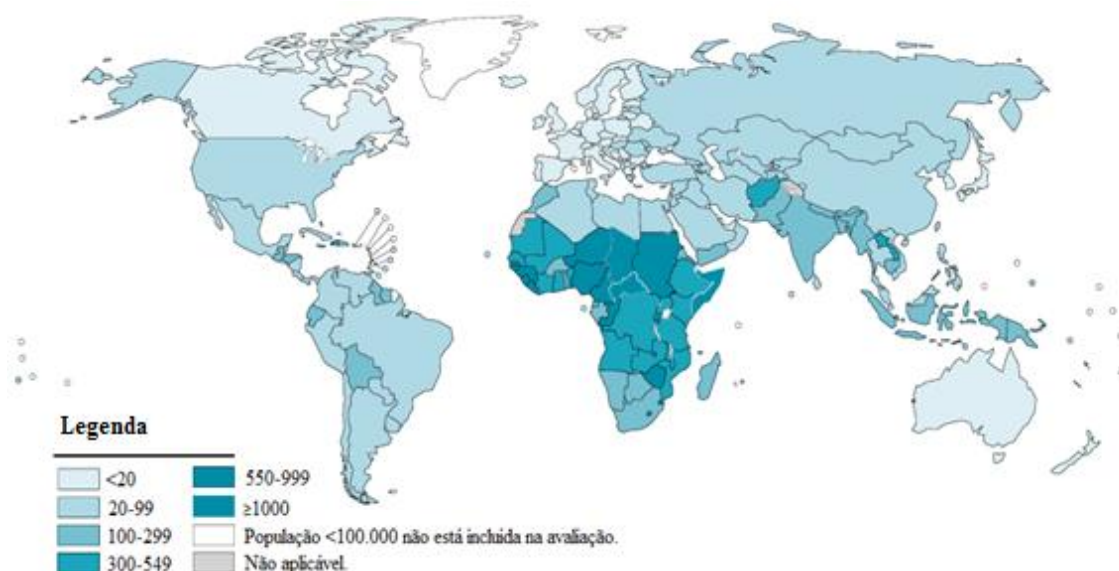 Legenda
<20
20-99
100-299
300-549
550-999
≥1000
População <100.000 não está incluida na avaliação.
Não aplicável.